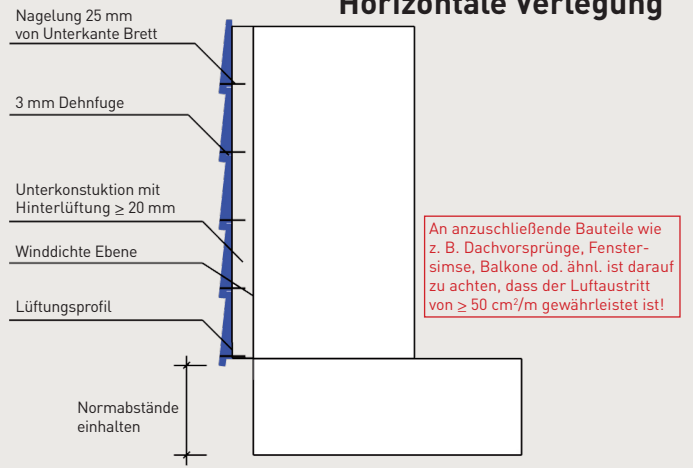 Horizontale Verlegung
Nagelung 25 mm
von Unterkante Brett
3 mm Dehnfuge
Unterkonstuktion mit
Hinterlüftung ≥ 20 mm
Winddichte Ebene
Lüftungsprofil
Normabstände
einhalten
An anzuschließende Bauteile wie
z. B. Dachvorsprünge, Fenster-
simse, Balkone od. ähnl. ist darauf
zu achten, dass der Luftaustritt
von ≥ 50 cm²/m gewährleistet ist!